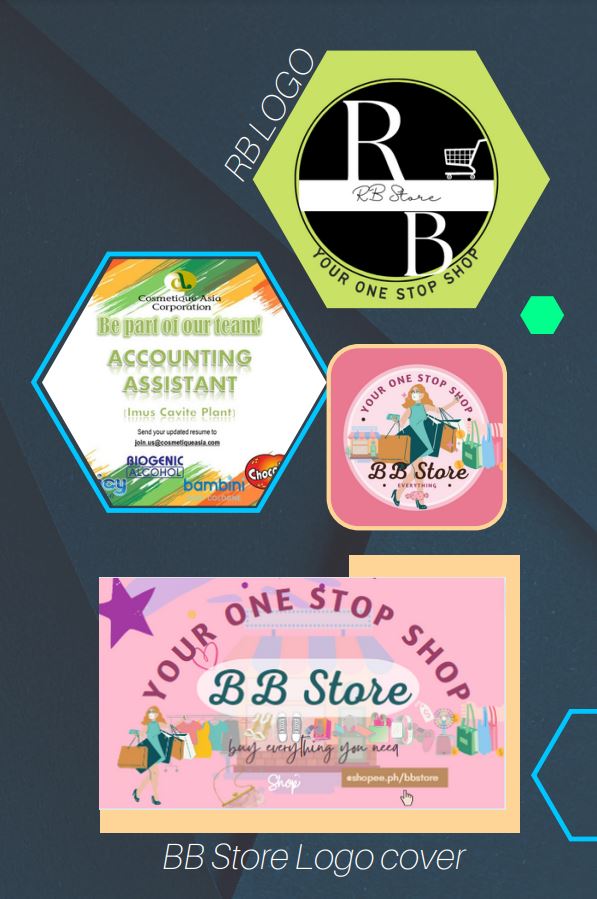 RB LOGO
R
RB Store
B
YOUR ONE STOP SHOP
Cosmetique Asia
Corporation
Be part of our team!
ACCOUNTING
ASSISTANT
(Imus Cavite Plant)
Send your updated resume to
join.us@cosmetiqueasia.com
BIOGENIC
ALCOHOL
icy
bambini
COLOGNE
Choco
YOUR ONE STOP SHOP
BB Store
EVERYTHING
YOUR ONE STOP SHOP
BB Store
buy everything you need
Shop
@shopee.ph/bbstore
BB Store Logo cover